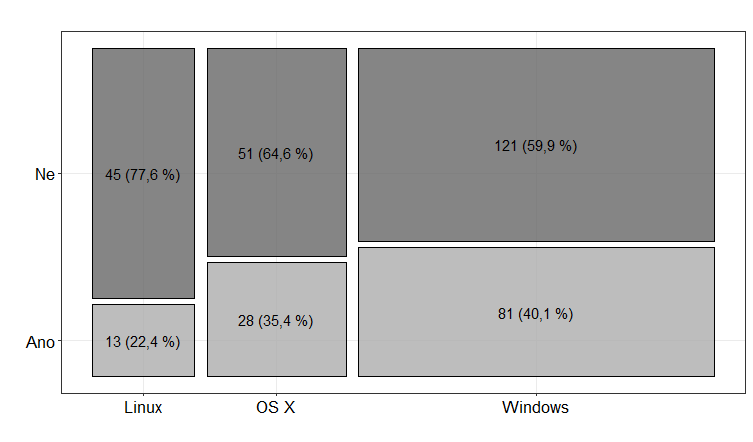 121 (59,9 %)
51 (64,6 %)
Ne
45 (77,6 %)
81 (40,1 %)
28 (35,4 %)
Ano
13 (22,4 %)
Linux
OS X
Windows